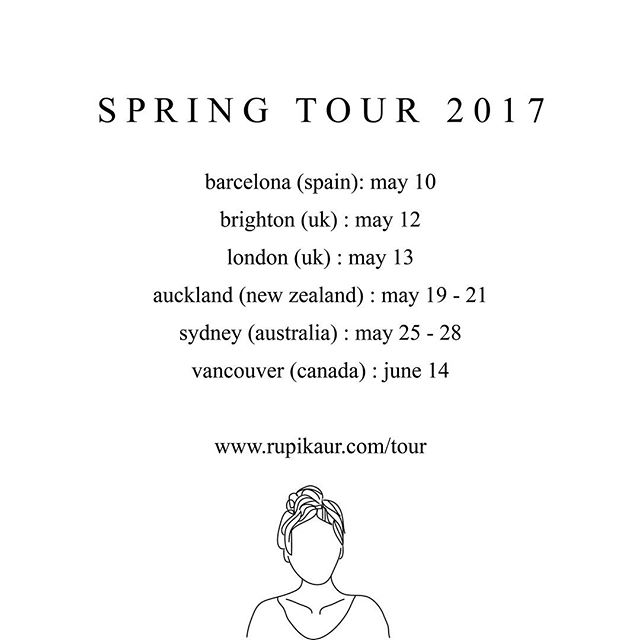 SPRING TOUR 2017
barcelona (spain): may 10
brighton (uk) : may 12
london (uk) : may 13
auckland (new zealand) : may 19 - 21
sydney (australia) : may 25 - 28
vancouver (canada) : june 14
www.rupikaur.com/tour